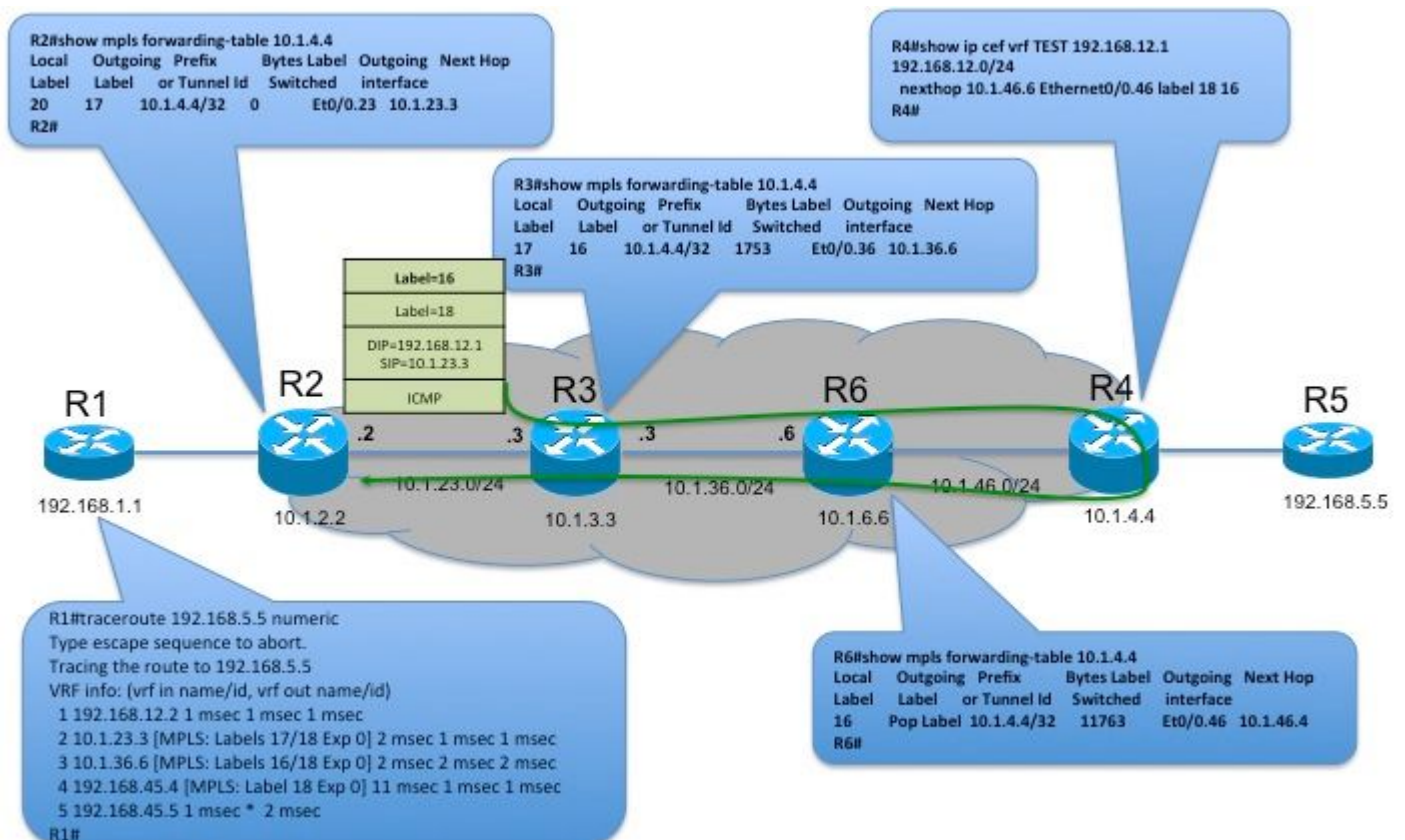 R2#show mpls forwarding-table 10.1.4.4
Local Outgoing Prefix Bytes Label Outgoing Next Hop
Label Label or Tunnel Id Switched interface
20 17 10.1.4.4/32 0 Et0/0.23 10.1.23.3
R2#
R4#show ip cef vrf TEST 192.168.12.1
192.168.12.0/24
nexthop 10.1.46.6 Ethernet0/0.46 label 18 16
R4#
R3#show mpls forwarding-table 10.1.4.4
Local Outgoing Prefix Bytes Label Outgoing Next Hop
Label Label or Tunnel Id Switched interface
17 16 10.1.4.4/32 1753 Et0/0.36 10.1.36.6
R3#
Label=16
Label=18
DIP=192.168.12.1
SIP=10.1.23.3
ICMP
R1
R2
R3
R6
R4
R5
.2
.3
.3
.6
10.1.23.0/24
10.1.36.0/24
10.1.46.0/24
192.168.1.1
10.1.2.2
10.1.3.3
10.1.6.6
10.1.4.4
192.168.5.5
R1#traceroute 192.168.5.5 numeric
Type escape sequence to abort.
Tracing the route to 192.168.5.5
VRF info: (vrf in name/id, vrf out name/id)
1 192.168.12.2 1 msec 1 msec 1 msec
2 10.1.23.3 [MPLS: Labels 17/18 Exp 0] 2 msec 1 msec 1 msec
3 10.1.36.6 [MPLS: Labels 16/18 Exp 0] 2 msec 2 msec 2 msec
4 192.168.45.4 [MPLS: Label 18 Exp 0] 11 msec 1 msec 1 msec
5 192.168.45.5 1 msec * 2 msec
R1#
R6#show mpls forwarding-table 10.1.4.4
Local Outgoing Prefix Bytes Label Outgoing Next Hop
Label Label or Tunnel Id Switched interface
16 Pop Label 10.1.4.4/32 11763 Et0/0.46 10.1.46.4
R6#